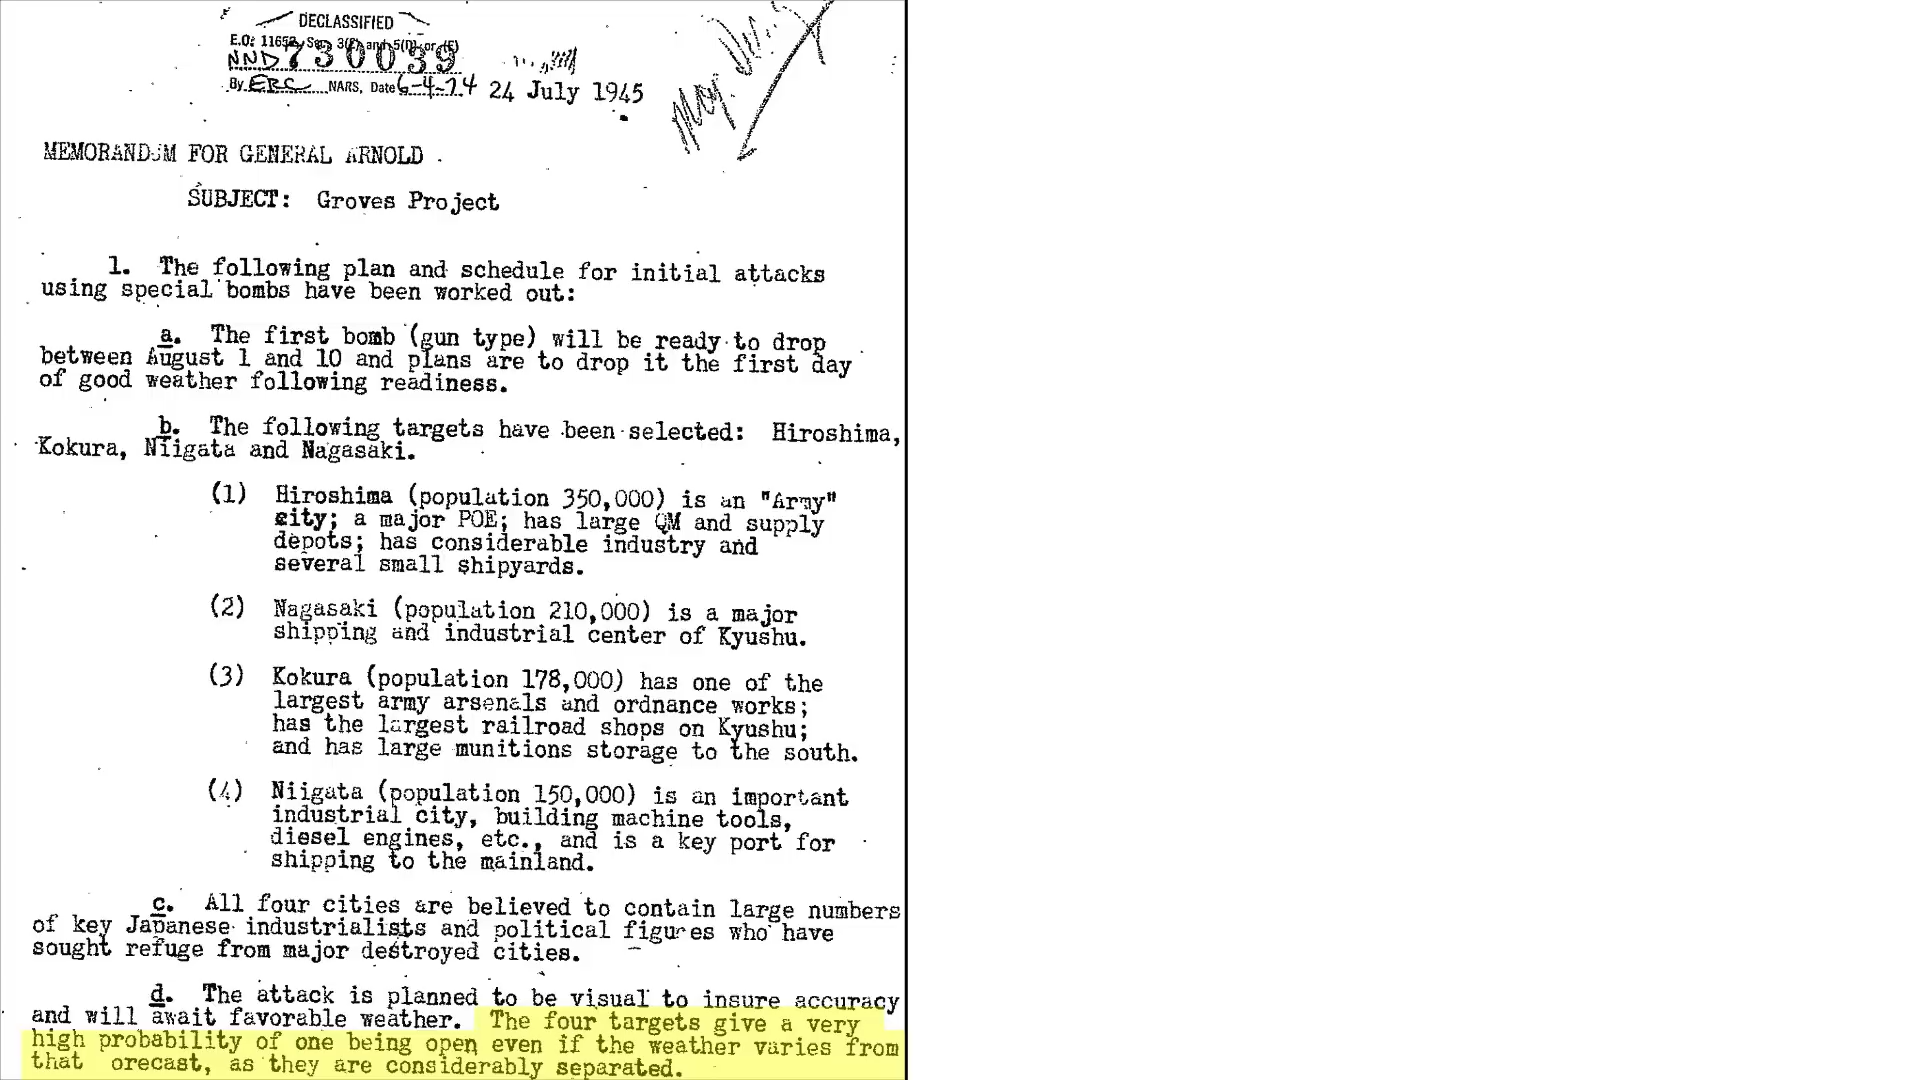 DECLASSIFIED
E.O. 11652, Sec. 3(E) and 5(D) or (E)
NND 730039
By ERC NARS, Date 6-4-74
24 July 1945
MEMORANDUM FOR GENERAL ARNOLD
SUBJECT: Groves Project
1. The following plan and schedule for initial attacks
using special bombs have been worked out:
a. The first bomb (gun type) will be ready to drop
between August 1 and 10 and plans are to drop it the first day
of good weather following readiness.
b. The following targets have been selected: Hiroshima,
Kokura, Niigata and Nagasaki.
(1) Hiroshima (population 350,000) is an "Army"
city; a major POE; has large QM and supply
depots; has considerable industry and
several small shipyards.
(2) Nagasaki (population 210,000) is a major
shipping and industrial center of Kyushu.
(3) Kokura (population 178,000) has one of the
largest army arsenals and ordnance works;
has the largest railroad shops on Kyushu;
and has large munitions storage to the south.
(4) Niigata (population 150,000) is an important
industrial city, building machine tools,
diesel engines, etc., and is a key port for
shipping to the mainland.
c. All four cities are believed to contain large numbers
of key Japanese industrialists and political figures who have
sought refuge from major destroyed cities.
d. The attack is planned to be visual to insure accuracy
and will await favorable weather. The four targets give a very
high probability of one being open even if the weather varies from
that orecast, as they are considerably separated.